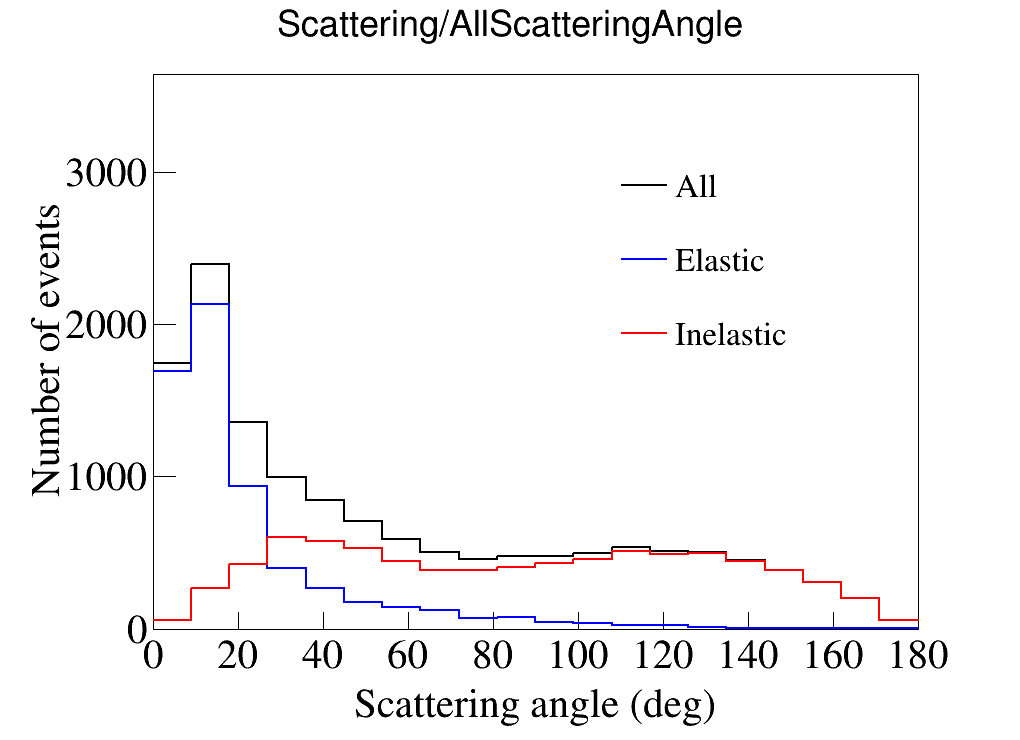 Scattering/AllScatteringAngle
Number of events
3000
2000
1000
0
All
Elastic
Inelastic
0 20 40 60 80 100 120 140 160 180
Scattering angle (deg)